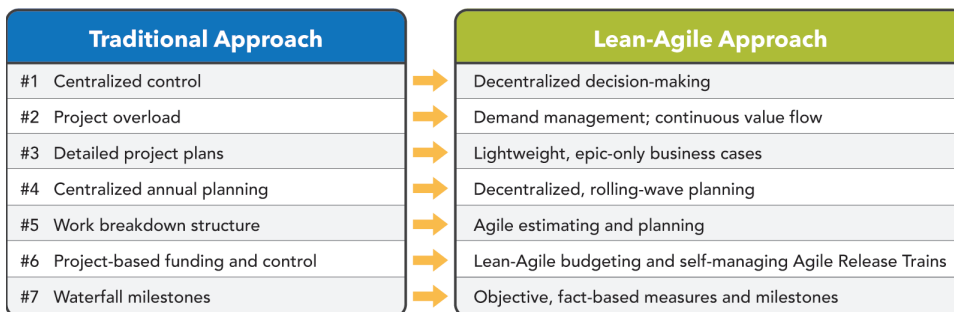 Traditional Approach
Lean-Agile Approach
#1 Centralized control
Decentralized decision-making
#2 Project overload
Demand management; continuous value flow
#3 Detailed project plans
Lightweight, epic-only business cases
#4 Centralized annual planning
Decentralized, rolling-wave planning
#5 Work breakdown structure
Agile estimating and planning
#6 Project-based funding and control
Lean-Agile budgeting and self-managing Agile Release Trains
#7 Waterfall milestones
Objective, fact-based measures and milestones